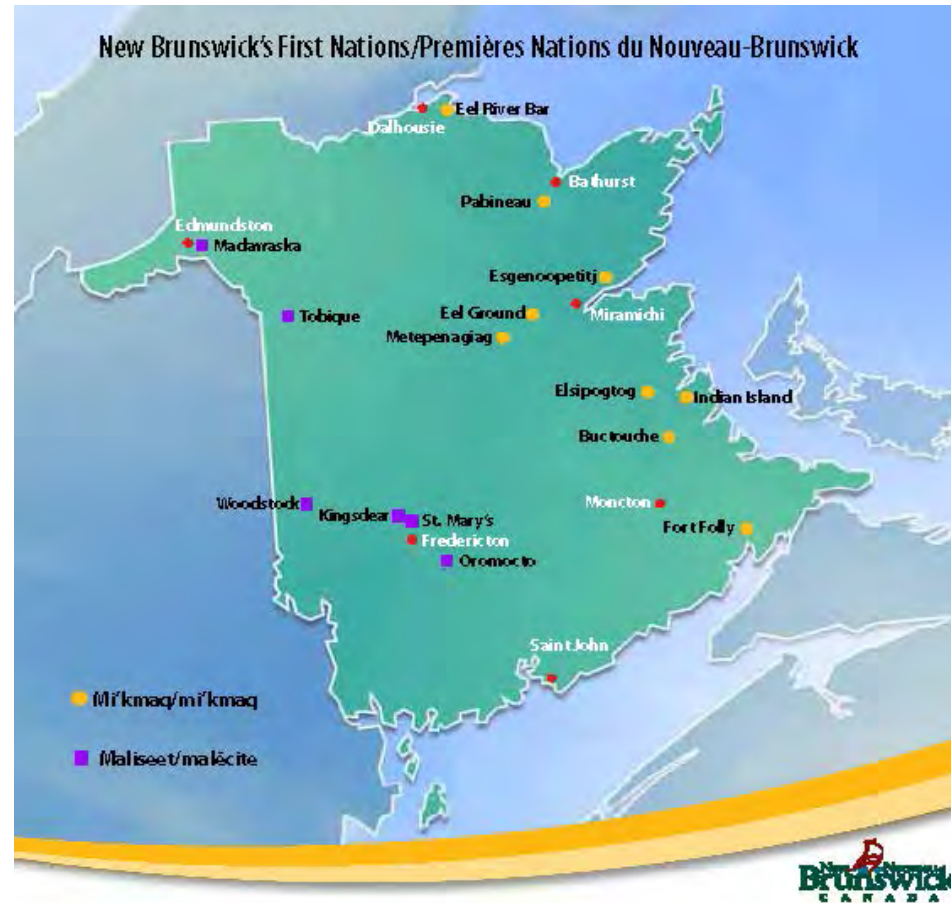 New Brunswick's First Nations/Premières Nations du Nouveau-Brunswick
Eel River Bar
Dalhousie
Bathurst
Pabineau
Edmundston
Madawaska
Esgenoopetitj
Tobique
Eel Ground
Miramichi
Metepenagiag
Elsipogtog
Indian Island
Buctouche
Woodstock
Moncton
Kingsclear
St. Mary's
Fort Folly
Fredericton
Oromocto
Saint John
Mi'kmaq/mi'kmaq
Maliseet/malécite
Brunswick
CANADA